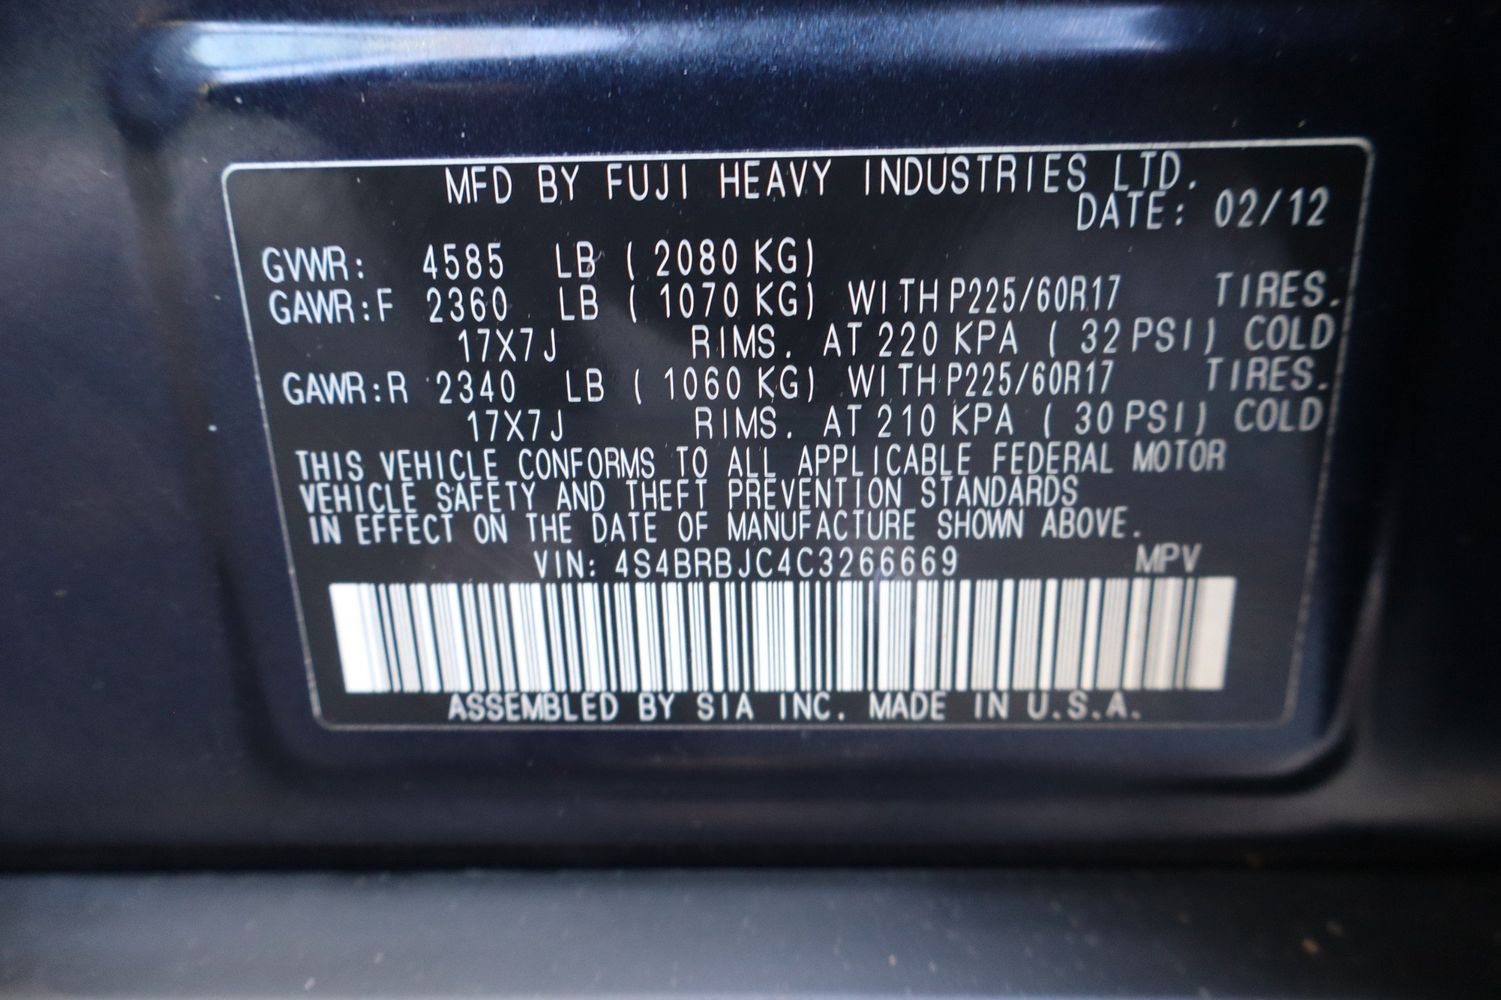 MFD BY FUJI HEAVY INDUSTRIES LTD.
DATE: 02/12
GVWR: 4585 LB ( 2080 KG)
GAWR:F 2360 LB ( 1070 KG) WITH P225/60R17 TIRES.
17X7J RIMS. AT 220 KPA ( 32 PSI) COLD
GAWR:R 2340 LB ( 1060 KG) WITH P225/60R17 TIRES.
17X7J RIMS. AT 210 KPA ( 30 PSI) COLD
THIS VEHICLE CONFORMS TO ALL APPLICABLE FEDERAL MOTOR
VEHICLE SAFETY AND THEFT PREVENTION STANDARDS
IN EFFECT ON THE DATE OF MANUFACTURE SHOWN ABOVE.
VIN: 4S4BRBJC4C3266669 MPV
ASSEMBLED BY SIA INC. MADE IN U.S.A.